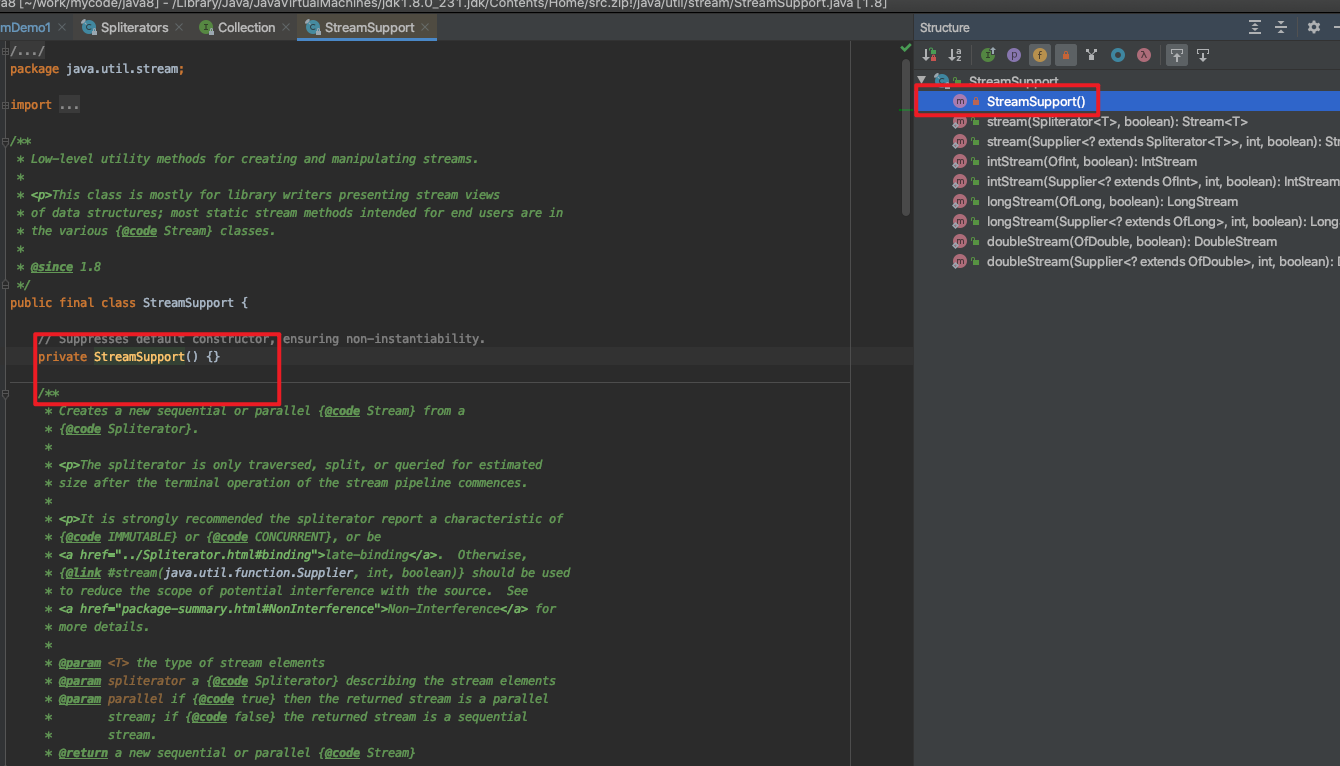 a8 [~/work/mycode/java8] - /Library/Java/JavaVirtualMachines/jdk1.8.0_231.jdk/Contents/Home/src.zip!/java/util/stream/StreamSupport.java [1.8]
mDemo1 × Spliterators × Collection × StreamSupport ×
/.../
package java.util.stream;
import ...
/**
* Low-level utility methods for creating and manipulating streams.
*
* <p>This class is mostly for library writers presenting stream views
* of data structures; most static stream methods intended for end users are in
* the various {@code Stream} classes.
*
* @since 1.8
*/
public final class StreamSupport {
// Suppresses default constructor, ensuring non-instantiability.
private StreamSupport() {}
/**
* Creates a new sequential or parallel {@code Stream} from a
* {@code Spliterator}.
*
* <p>The spliterator is only traversed, split, or queried for estimated
* size after the terminal operation of the stream pipeline commences.
*
* <p>It is strongly recommended the spliterator report a characteristic of
* {@code IMMUTABLE} or {@code CONCURRENT}, or be
* <a href="../Spliterator.html#binding">late-binding</a>.  Otherwise,
* {@link #stream(java.util.function.Supplier, int, boolean)} should be used
* to reduce the scope of potential interference with the source.  See
* <a href="package-summary.html#NonInterference">Non-Interference</a> for
* more details.
*
* @param <T> the type of stream elements
* @param spliterator a {@code Spliterator} describing the stream elements
* @param parallel if {@code true} then the returned stream is a parallel
*        stream; if {@code false} the returned stream is a sequential
*        stream.
* @return a new sequential or parallel {@code Stream}
Structure
StreamSupport
StreamSupport()
stream(Spliterator<T>, boolean): Stream<T>
stream(Supplier<? extends Spliterator<T>>, int, boolean): Str
intStream(OfInt, boolean): IntStream
intStream(Supplier<? extends OfInt>, int, boolean): IntStream
longStream(OfLong, boolean): LongStream
longStream(Supplier<? extends OfLong>, int, boolean): Long
doubleStream(OfDouble, boolean): DoubleStream
doubleStream(Supplier<? extends OfDouble>, int, boolean):